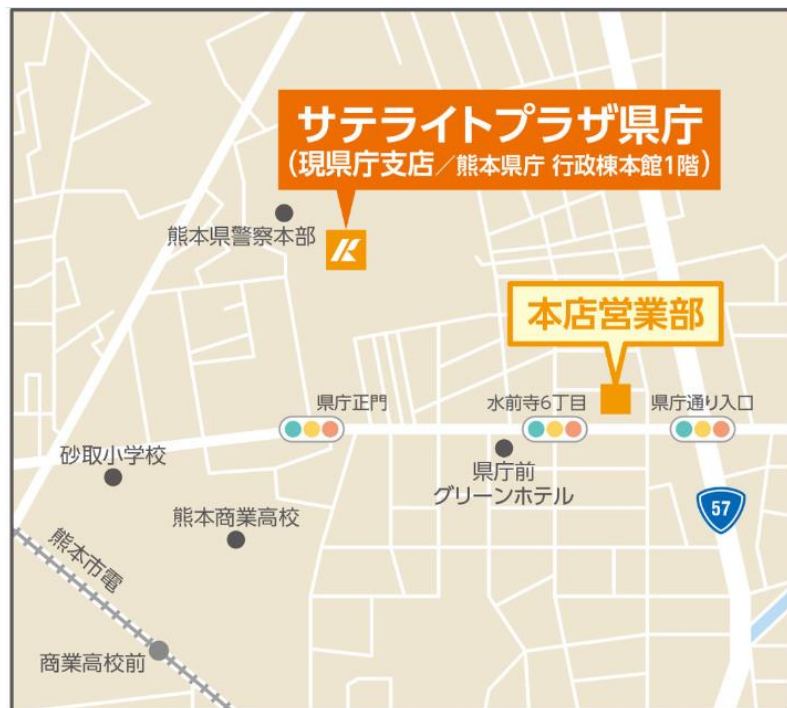 サテライトプラザ県庁
(現県庁支店／熊本県庁 行政棟本館1階)
熊本県警察本部
本店営業部
県庁正門
水前寺6丁目
県庁通り入口
砂取小学校
県庁前
グリーンホテル
熊本商業高校
57
熊本市電
商業高校前